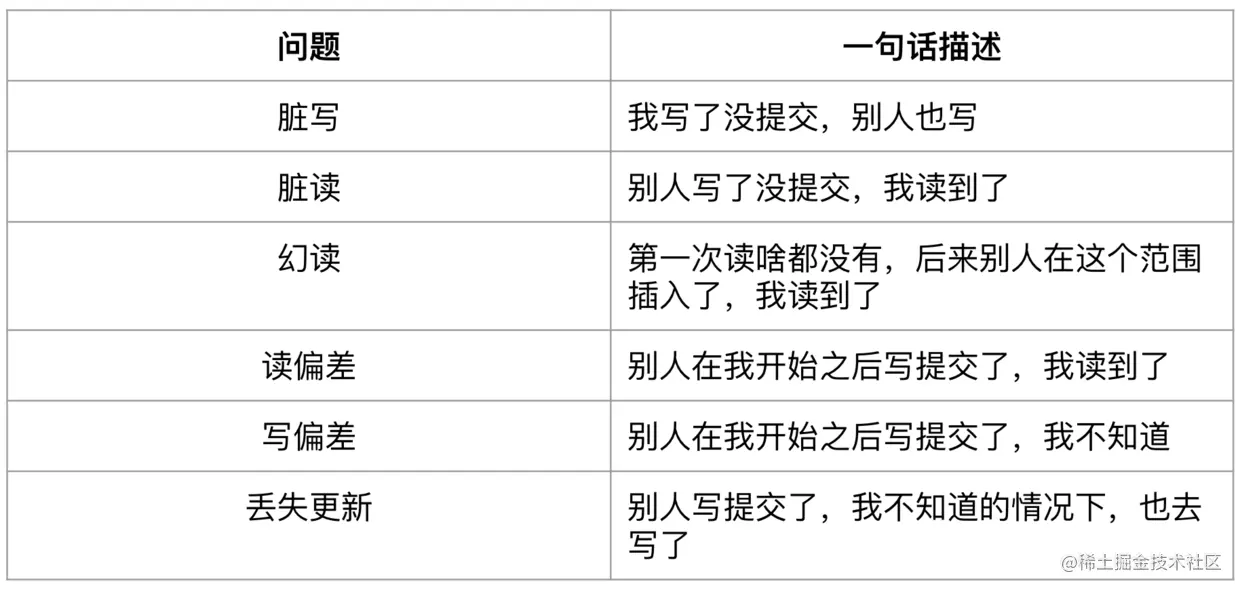 问题
一句话描述
脏写
我写了没提交，别人也写
脏读
别人写了没提交，我读到了
幻读
第一次读啥都没有，后来别人在这个范围
插入了，我读到了
读偏差
别人在我开始之后写提交了，我读到了
写偏差
别人在我开始之后写提交了，我不知道
丢失更新
别人写提交了，我不知道的情况下，也去
写了
@稀土掘金技术社区